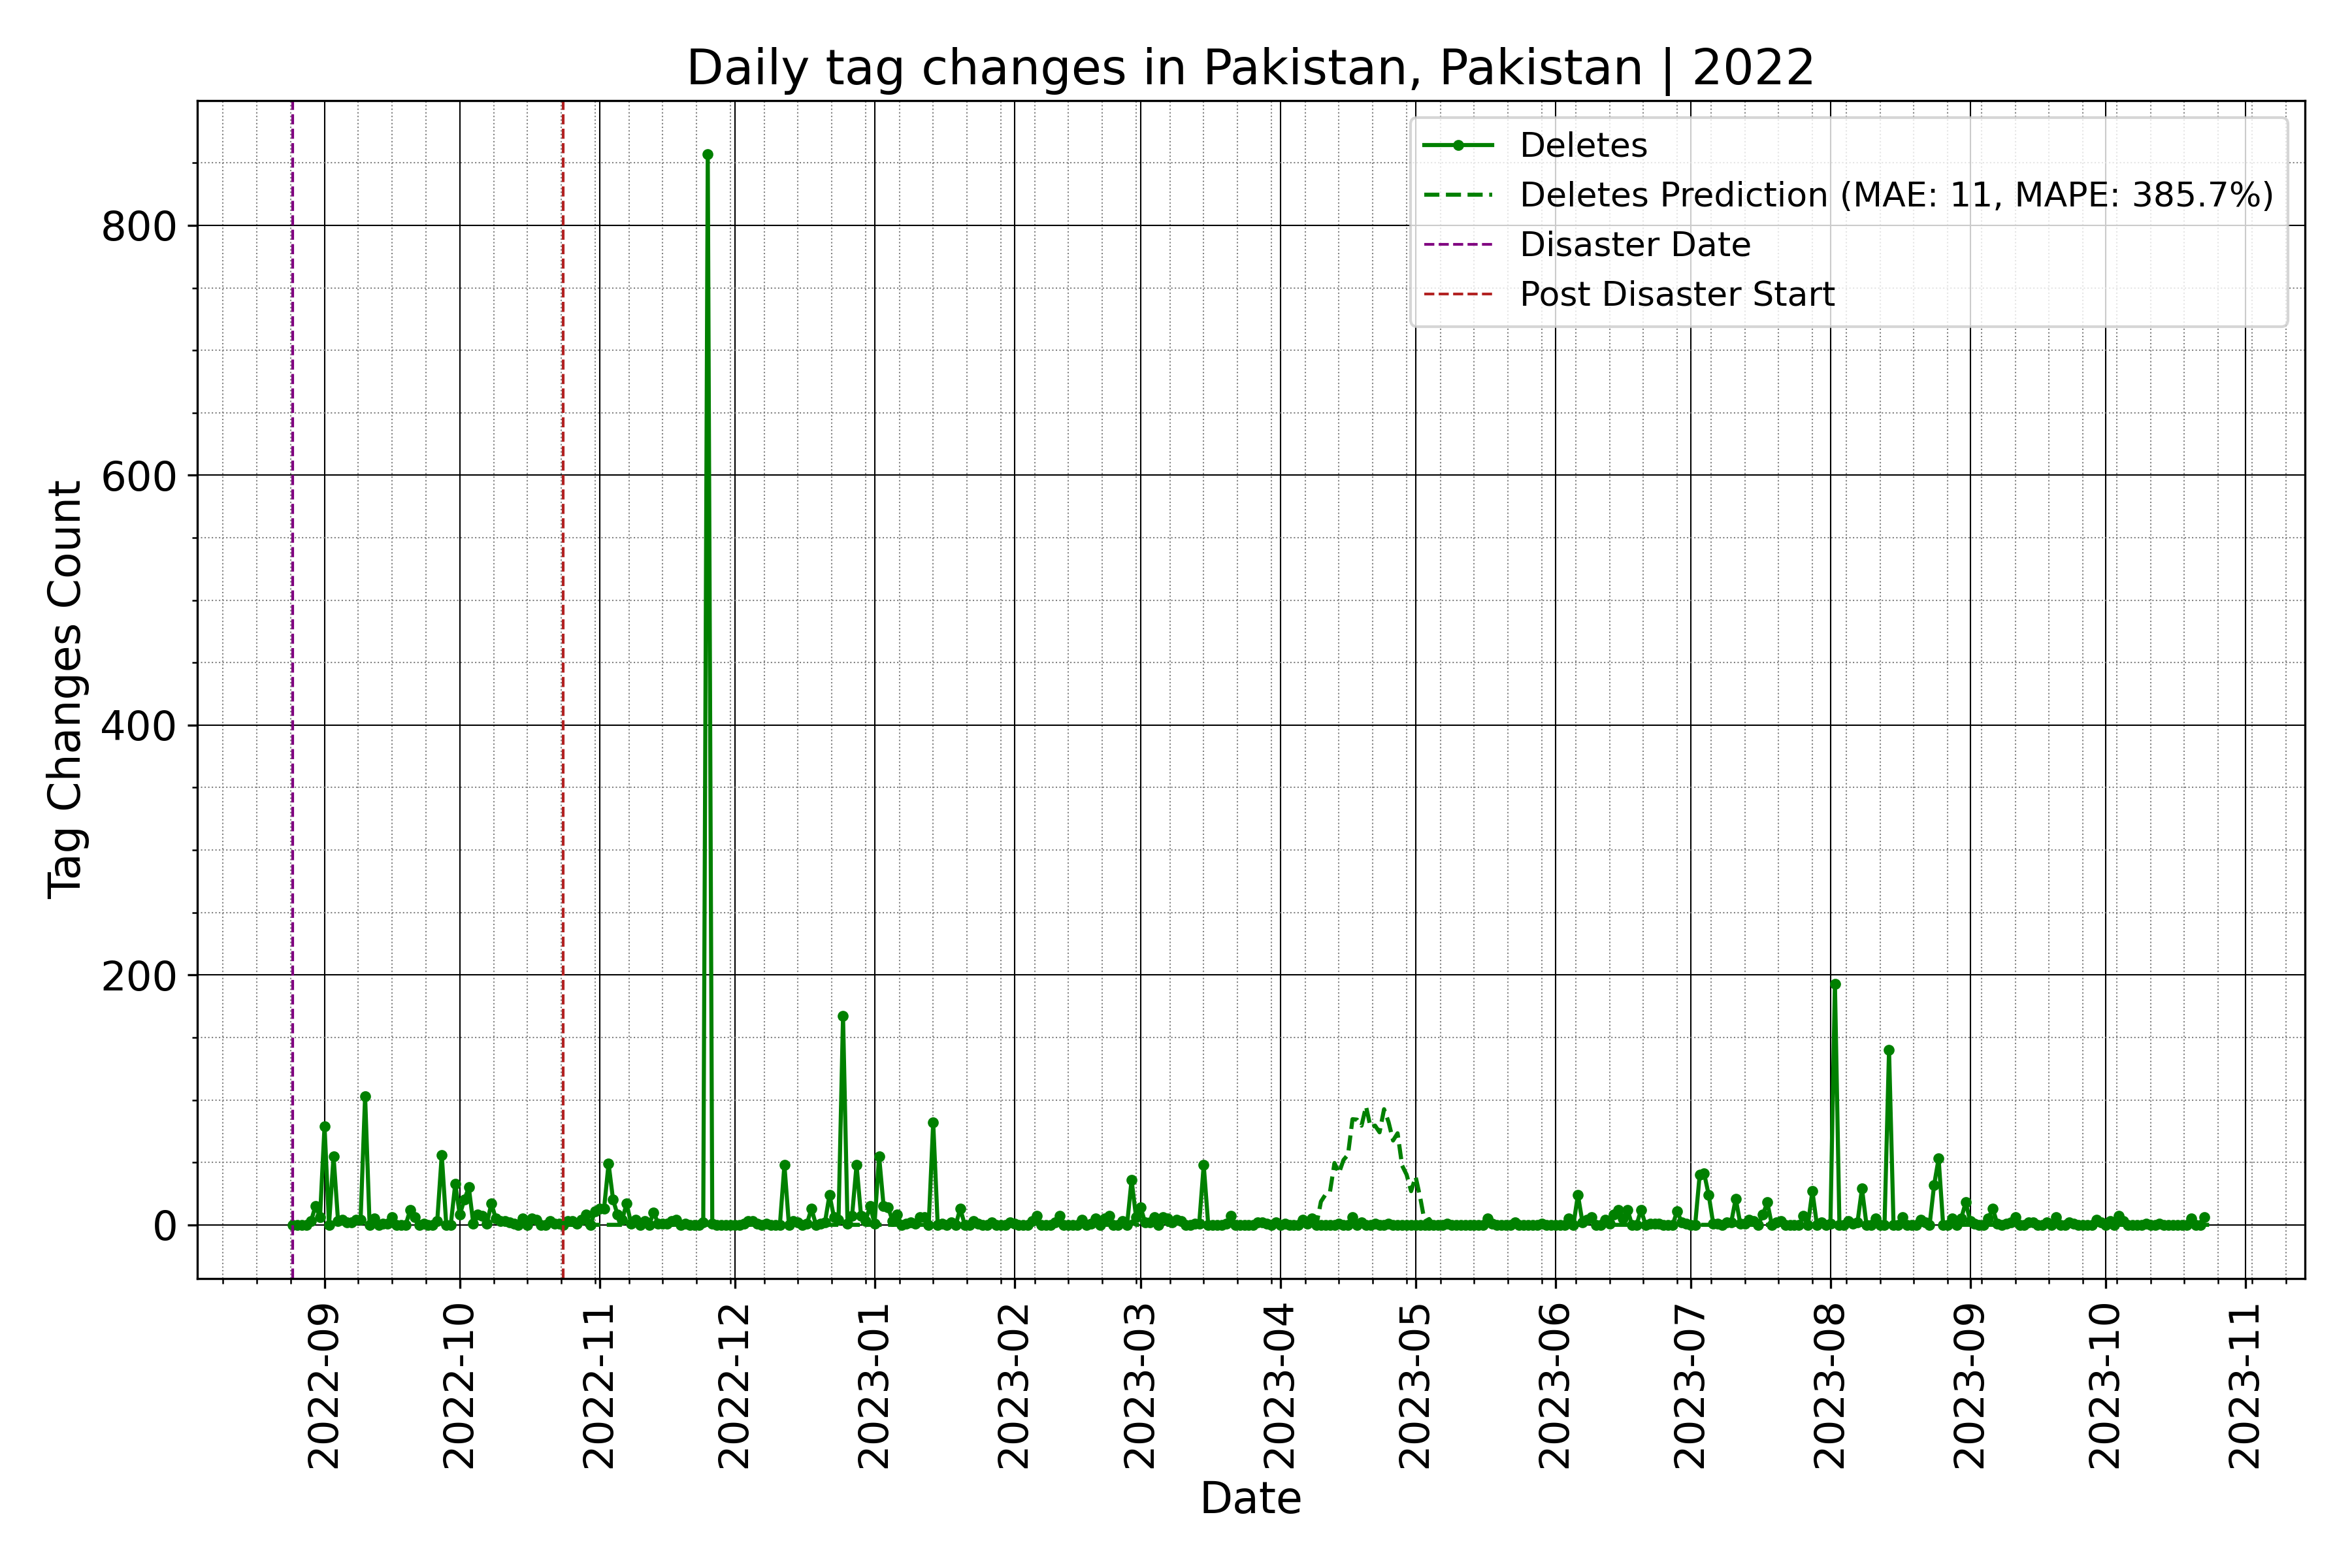 Daily tag changes in Pakistan, Pakistan | 2022
Deletes
Deletes Prediction (MAE: 11, MAPE: 385.7%)
Disaster Date
Post Disaster Start
Tag Changes Count
800
600
400
200
0
2022-09
2022-10
2022-11
2022-12
2023-01
2023-02
2023-03
2023-04
2023-05
2023-06
2023-07
2023-08
2023-09
2023-10
2023-11
Date